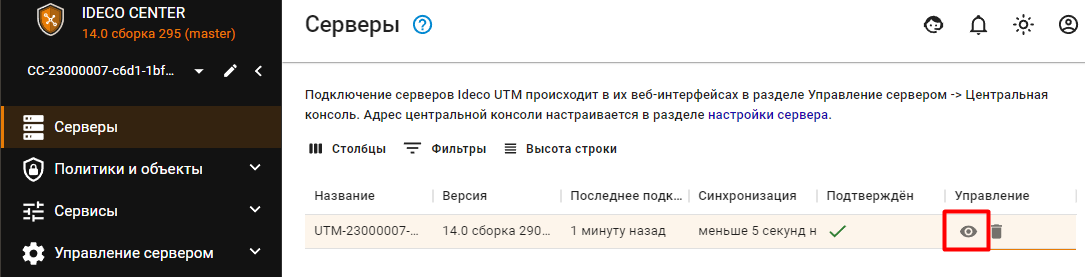 IDECO CENTER
14.0 сборка 295 (master)
CC-23000007-c6d1-1bf...
Серверы
Политики и объекты
Сервисы
Управление сервером
Серверы
Подключение серверов Ideco UTM происходит в их веб-интерфейсах в разделе Управление сервером -> Центральная
консоль. Адрес центральной консоли настраивается в разделе настройки сервера.
Столбцы Фильтры Высота строки
Название Версия Последнее подк... Синхронизация Подтверждён Управление
UTM-23000007-... 14.0 сборка 290... 1 минуту назад меньше 5 секунд н